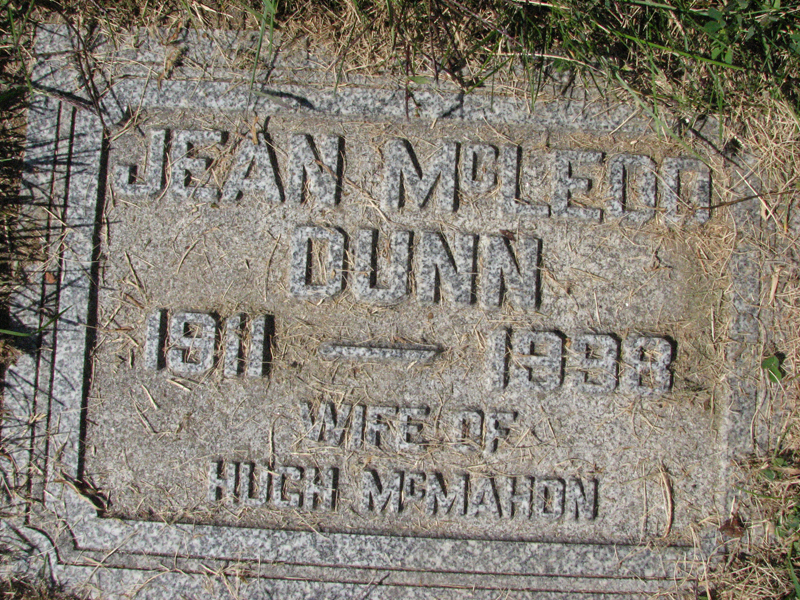 JEAN McLEOD
DUNN
1911 — 1998
WIFE OF
HUGH McMAHON